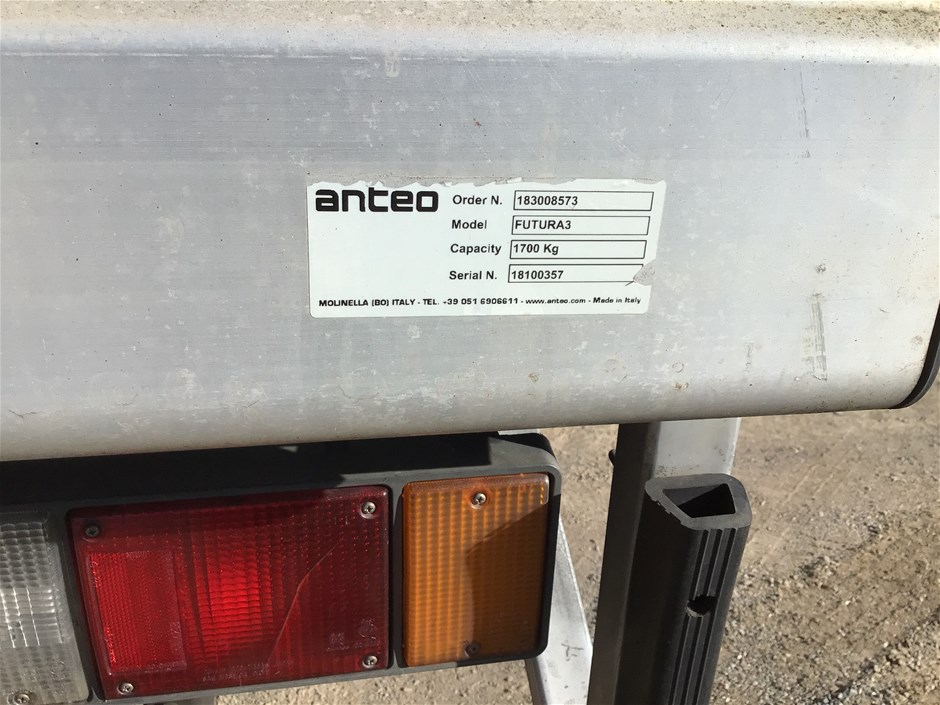 anteo
Order N. 183008573
Model FUTURA3
Capacity 1700 Kg
Serial N. 18100357
MOLINELLA (BO) ITALY - TEL. +39 051 6906611 - www.anteo.com - Made in Italy